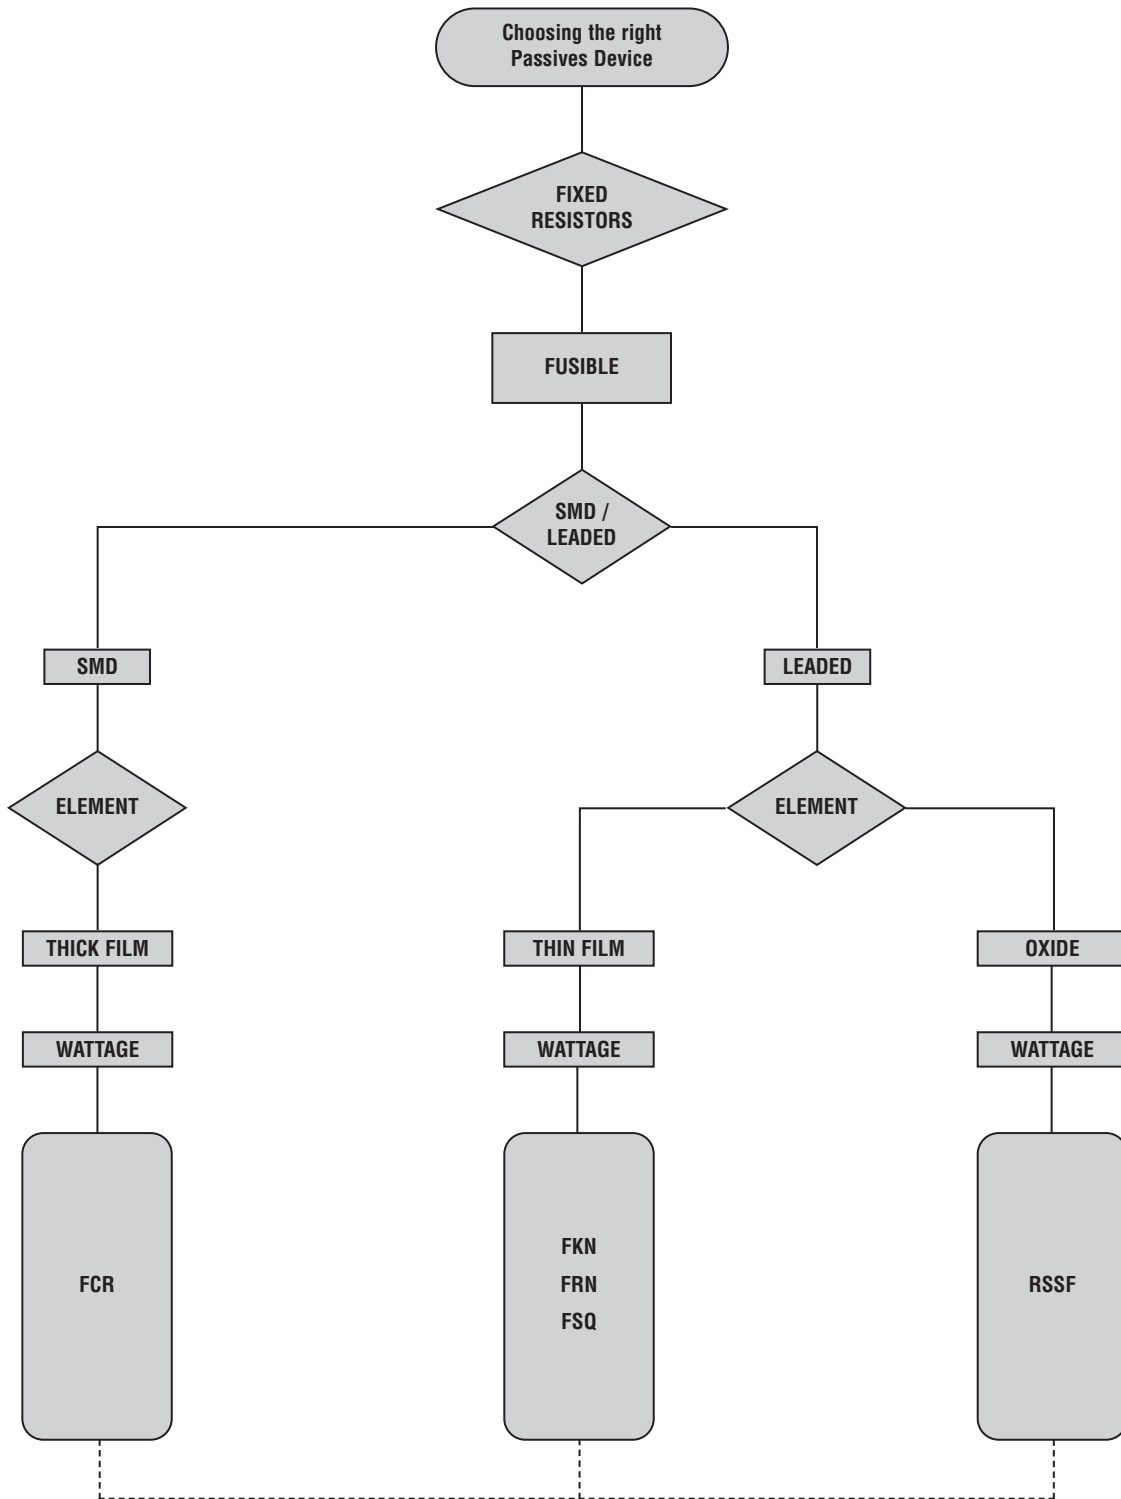 Choosing the right
Passives Device
FIXED
RESISTORS
FUSIBLE
SMD /
LEADED
SMD
LEADED
ELEMENT
ELEMENT
THICK FILM
THIN FILM
OXIDE
WATTAGE
WATTAGE
WATTAGE
FCR
FKN
FRN
FSQ
RSSF